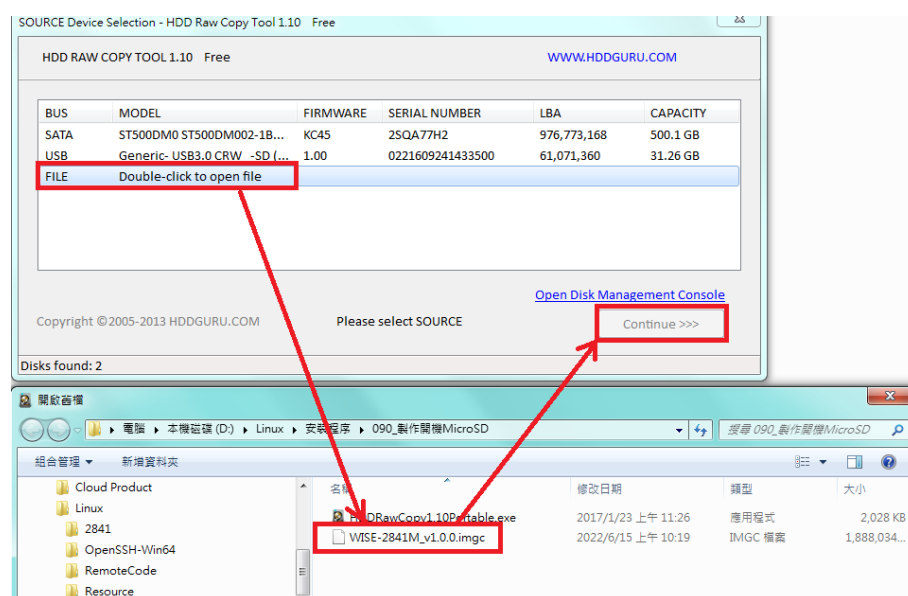 SOURCE Device Selection - HDD Raw Copy Tool 1.10 Free
HDD RAW COPY TOOL 1.10 Free WWW.HDDGURU.COM
BUS MODEL FIRMWARE SERIAL NUMBER LBA CAPACITY
SATA ST500DM0 ST500DM002-1B... KC45 2SQA77H2 976,773,168 500.1 GB
USB Generic- USB3.0 CRW -SD (... 1.00 0221609241433500 61,071,360 31.26 GB
FILE Double-click to open file
Open Disk Management Console
Copyright ©2005-2013 HDDGURU.COM Please select SOURCE Continue >>>
Disks found: 2
開啟舊檔
電腦 本機磁碟 (D:) Linux 安裝程序 090_製作開機MicroSD 搜尋 090_製作開機MicroSD
組合管理 新增資料夾
Cloud Product 名稱 修改日期 類型 大小
Linux
2841 HDDRawCopy1.10Portable.exe 2017/1/23 上午 11:26 應用程式 2,028 KB
OpenSSH-Win64 WISE-2841M_v1.0.0.imgc 2022/6/15 上午 10:19 IMGC 檔案 1,888,034...
RemoteCode
Resource